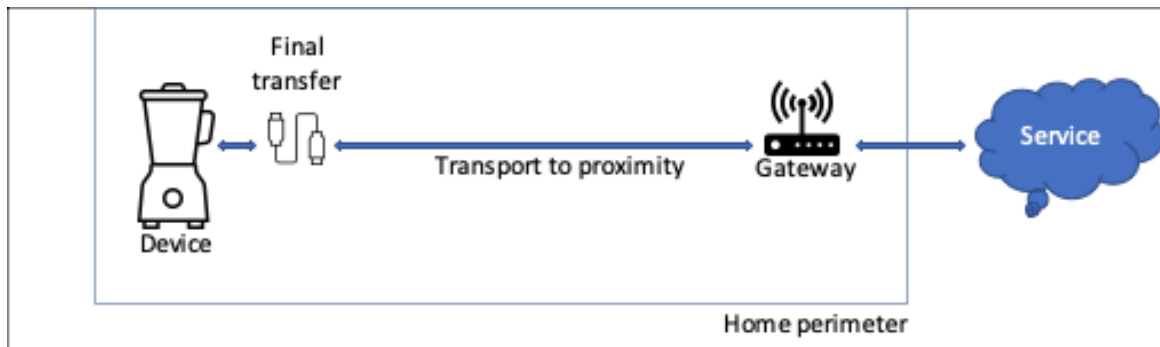 Final
transfer
Transport to proximity
Gateway
Service
Device
Home perimeter